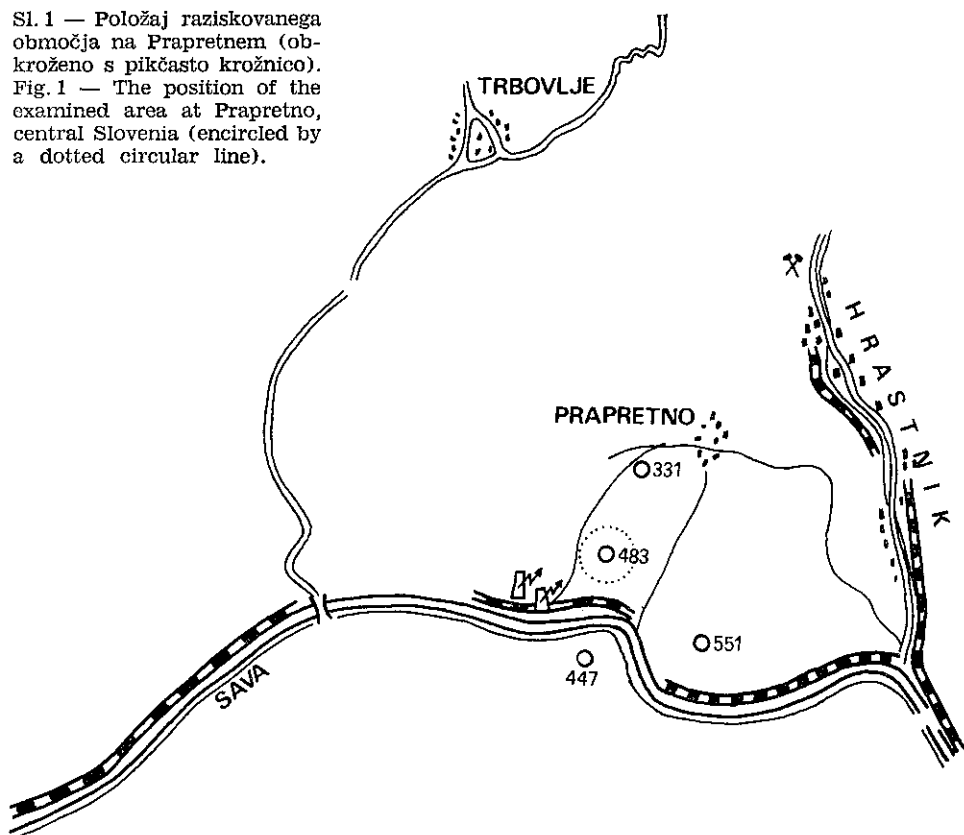 Sl. 1 — Položaj raziskovanega
območja na Prapretnem (ob-
kroženo s pikčasto krožnico).
Fig. 1 — The position of the
examined area at Prapretno,
central Slovenia (encircled by
a dotted circular line).
TRBOVLJE
HRASTNIK
PRAPRETNO
331
483
551
447
SAVA